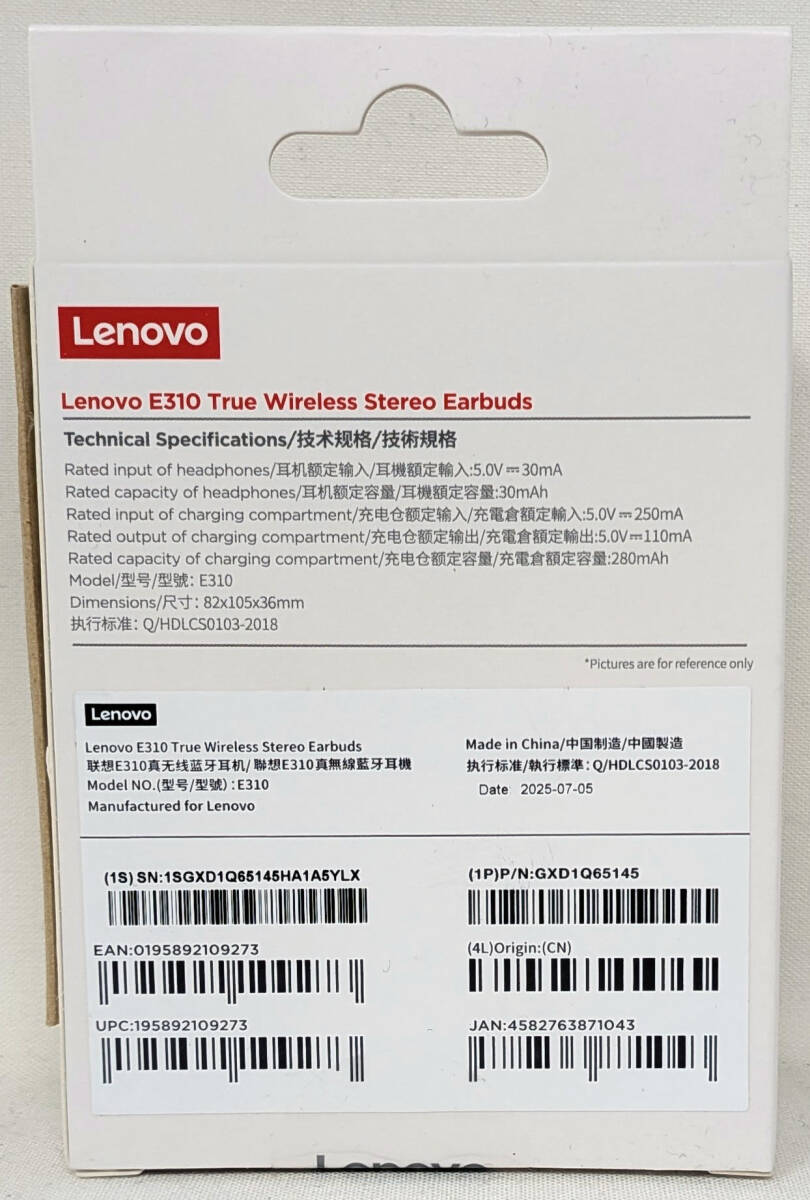 Lenovo
Lenovo E310 True Wireless Stereo Earbuds
Technical Specifications/技术规格/技術規格
Rated input of headphones/耳机额定输入/耳機額定輸入:5.0V⎓30mA
Rated capacity of headphones/耳机额定容量/耳機額定容量:30mAh
Rated input of charging compartment/充电仓额定输入/充電倉額定輸入:5.0V⎓250mA
Rated output of charging compartment/充电仓额定输出/充電倉額定輸出:5.0V⎓110mA
Rated capacity of charging compartment/充电仓额定容量/充電倉額定容量:280mAh
Model/型号/型號: E310
Dimensions/尺寸: 82x105x36mm
执行标准: Q/HDLCS0103-2018
*Pictures are for reference only
Lenovo
Lenovo E310 True Wireless Stereo Earbuds
联想E310真无线蓝牙耳机/ 聯想E310真無線藍牙耳機
Model NO.(型号/型號) :E310
Manufactured for Lenovo
Made in China/中国制造/中國製造
执行标准/執行標準: Q/HDLCS0103-2018
Date: 2025-07-05
(1S) SN:1SGXD1Q65145HA1A5YLX
(1P)P/N:GXD1Q65145
EAN:0195892109273
(4L)Origin:(CN)
UPC:195892109273
JAN:4582763871043
Lenovo